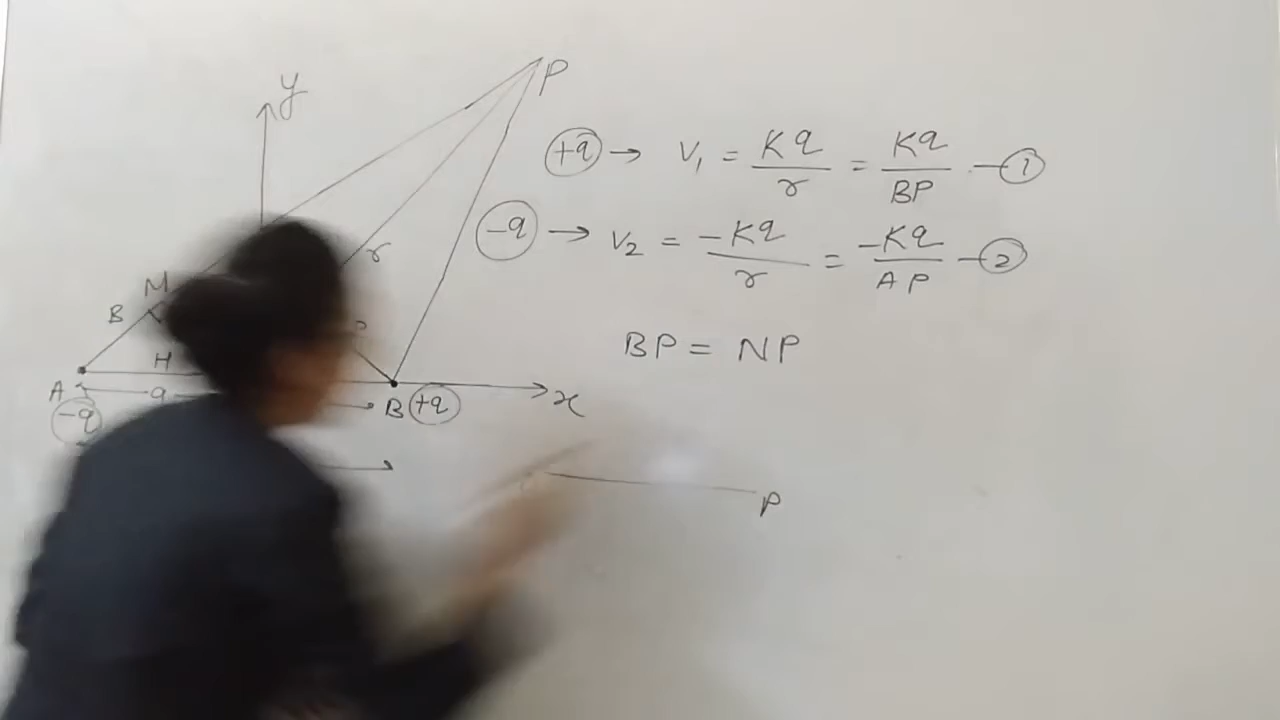 y
P
+q → V₁ = Kq/r = Kq/BP —①
r
-q → V₂ = -Kq/r = -Kq/AP —②
M
B
BP = NP
H
A
a
B +q
x
-q
P